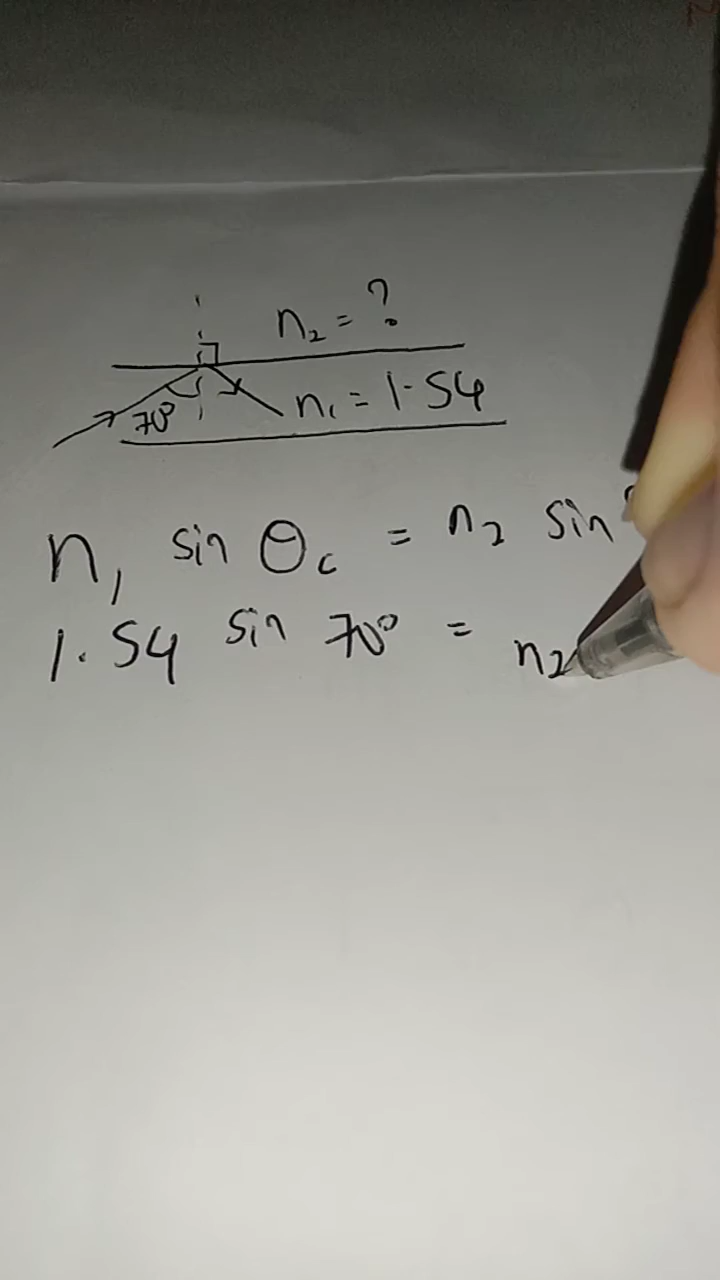 n₂ = ?
70°
n₁ = 1.54
n₁ sin θc = n₂ sin
1.54 sin 70° = n₂